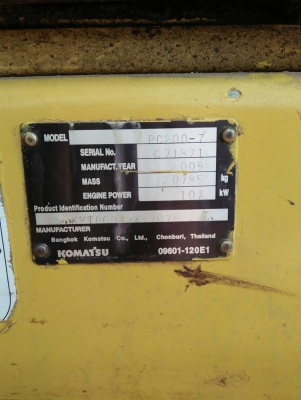 MODEL PC200-7
SERIAL No.
MANUFACT. YEAR
MASS kg
ENGINE POWER 107 kW
Product Identification Number
MANUFACTURER
Bangkok Komatsu Co., Ltd., Chonburi, Thailand
KOMATSU 09601-120E1